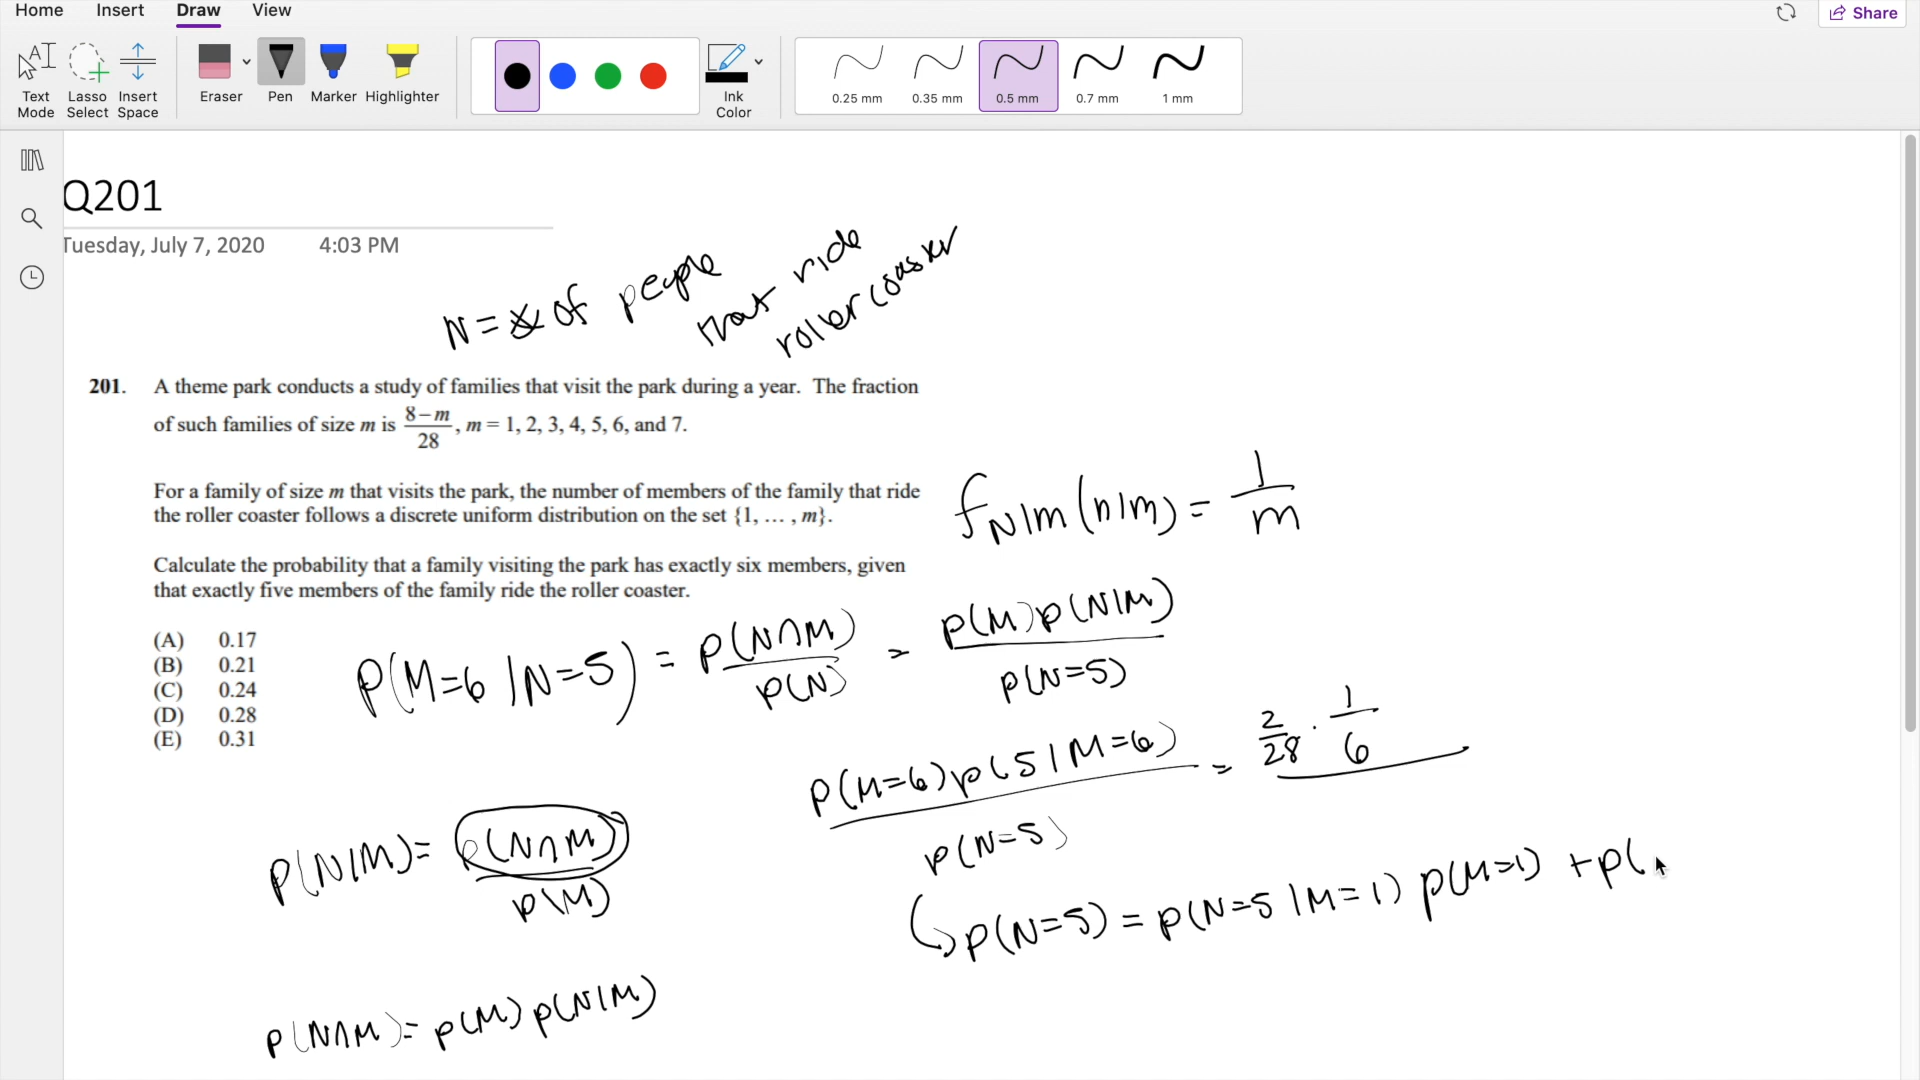 Home Insert Draw View
Share
Text Mode
Lasso Select
Insert Space
Eraser
Pen
Marker
Highlighter
Ink Color
0.25 mm
0.35 mm
0.5 mm
0.7 mm
1 mm
Q201
Tuesday, July 7, 2020 4:03 PM
N = # of people
that ride
roller coaster
201. A theme park conducts a study of families that visit the park during a year. The fraction
of such families of size m is (8−m)/28, m = 1, 2, 3, 4, 5, 6, and 7.
For a family of size m that visits the park, the number of members of the family that ride
the roller coaster follows a discrete uniform distribution on the set {1, … , m}.
f_N|m (n|m) = 1/m
Calculate the probability that a family visiting the park has exactly six members, given
that exactly five members of the family ride the roller coaster.
(A) 0.17
(B) 0.21
(C) 0.24
(D) 0.28
(E) 0.31
P(M=6 | N=5) = P(N∩M)/P(N) = P(M)P(N|M)/P(N=5)
P(M=6)P(5|M=6)/P(N=5) = 2/28 · 1/6
P(N|M) = P(N∩M)/P(M)
P(N=5) = P(N=5|M=1) P(M=1) + P(
P(N∩M) = P(M) P(N|M)